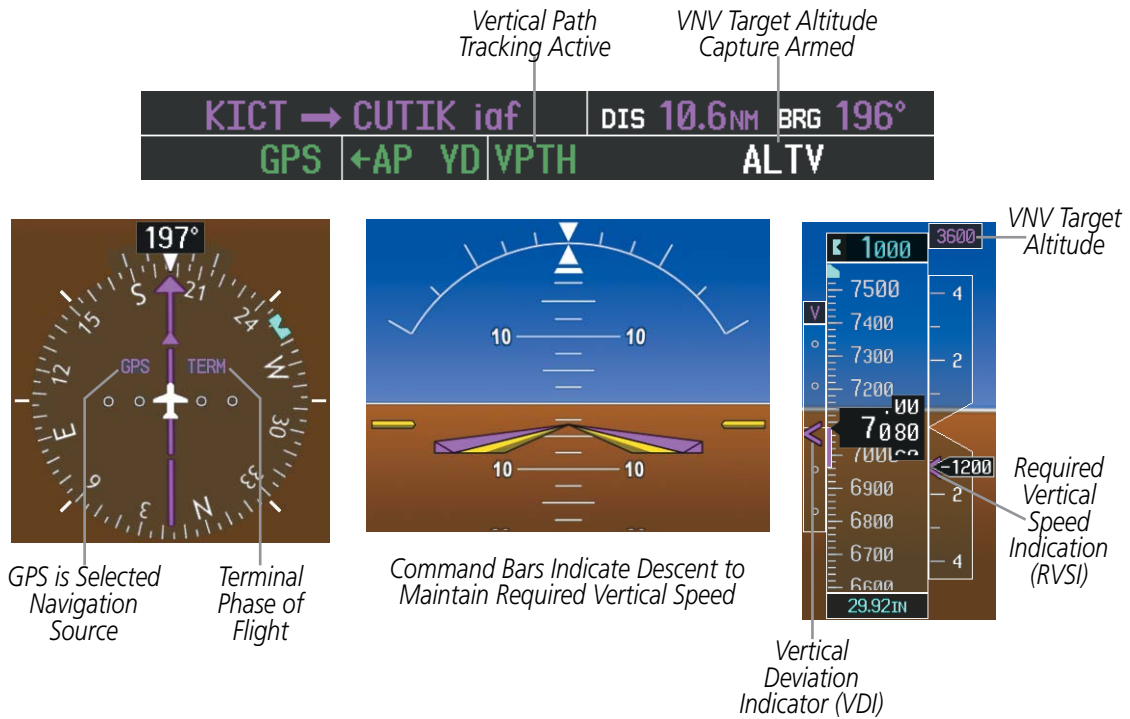 Vertical Path
Tracking Active
VNV Target Altitude
Capture Armed
KICT → CUTIK iaf DIS 10.6NM BRG 196°
GPS ←AP YD VPTH ALTV
197°
S 21 24 W 30 33 N 3 6 E 12 15
GPS TERM
GPS is Selected
Navigation
Source
Terminal
Phase of
Flight
10 10
10 10
Command Bars Indicate Descent to
Maintain Required Vertical Speed
1000
3600
VNV Target
Altitude
V
7500
7400
7300
7200
7080
6900
6800
6700
6600
29.92IN
4
2
-1200
2
4
Required
Vertical
Speed
Indication
(RVSI)
Vertical
Deviation
Indicator (VDI)